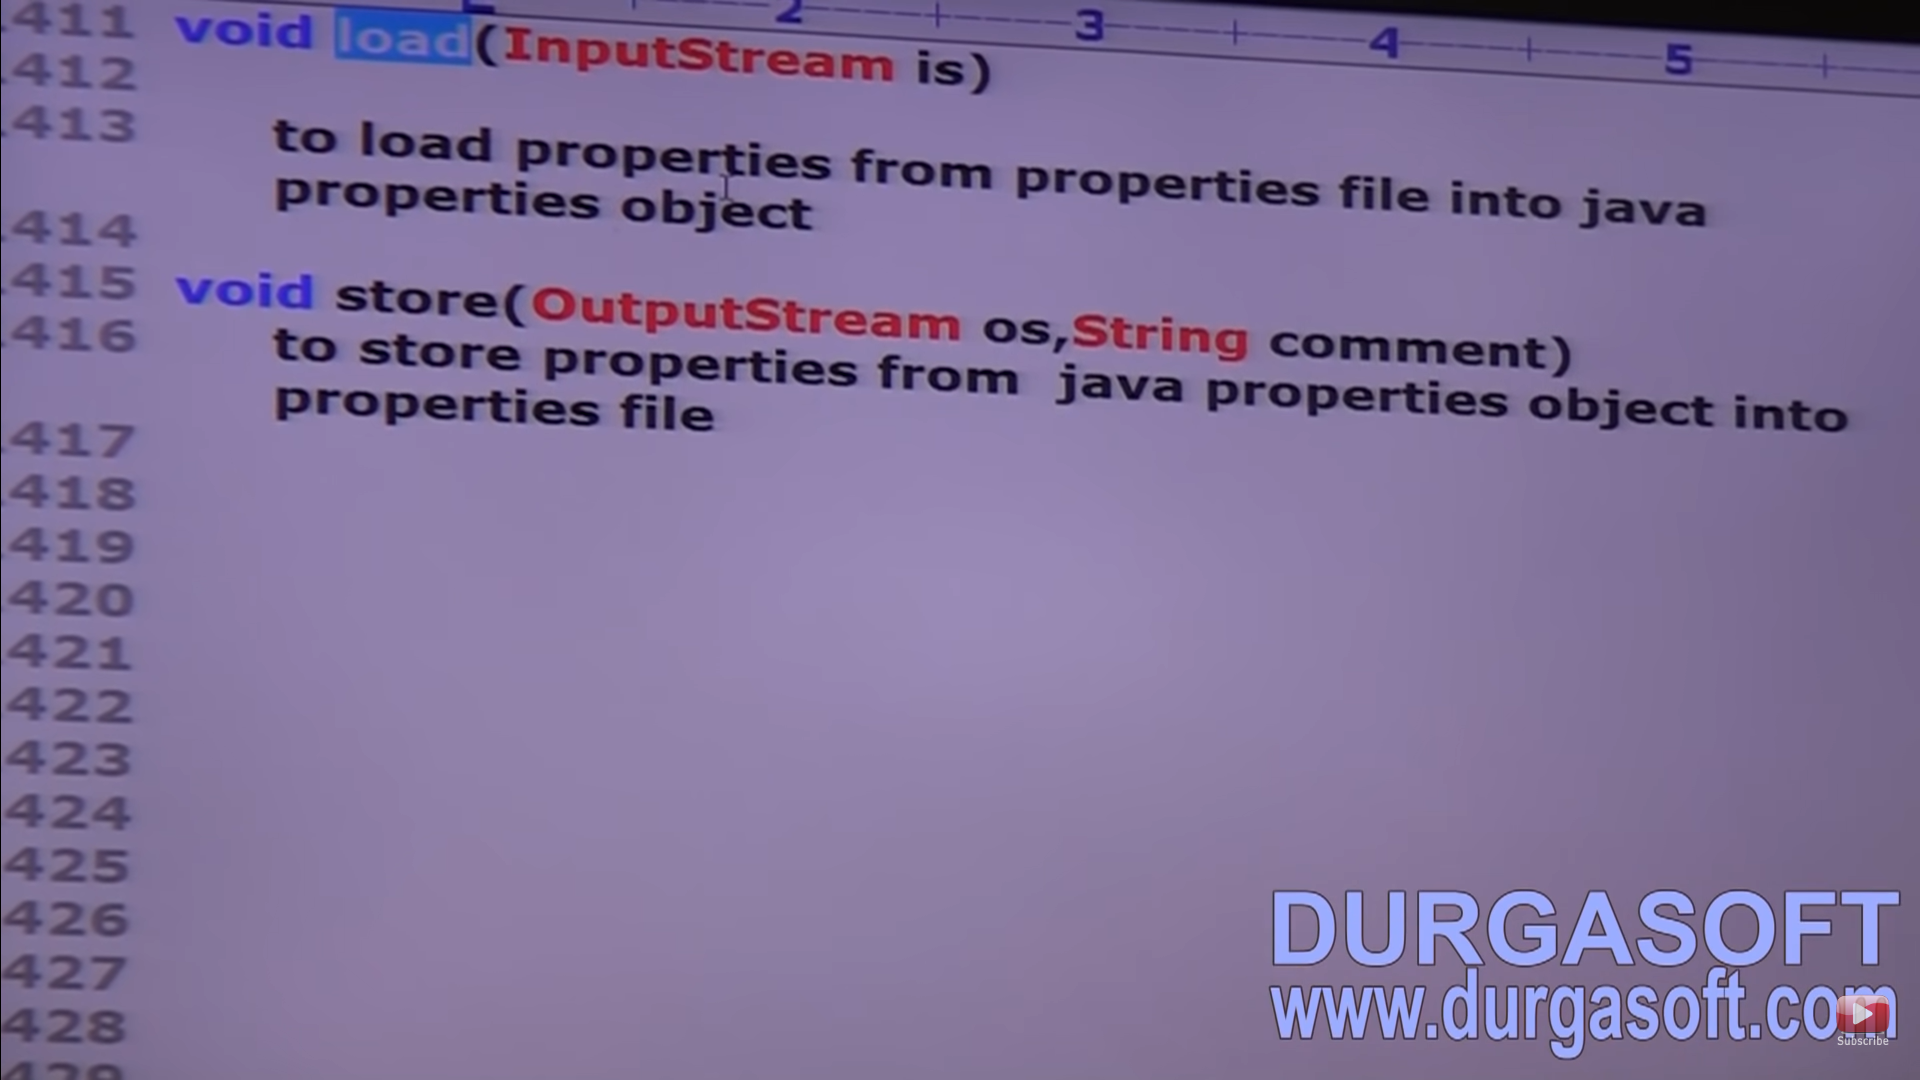 2 3 4 5
411 void load(InputStream is)
412
413 to load properties from properties file into java
properties object
414
415 void store(OutputStream os,String comment)
416 to store properties from java properties object into
properties file
417
418
419
420
421
422
423
424
425
426
427
428
429
DURGASOFT
www.durgasoft.com
Subscribe